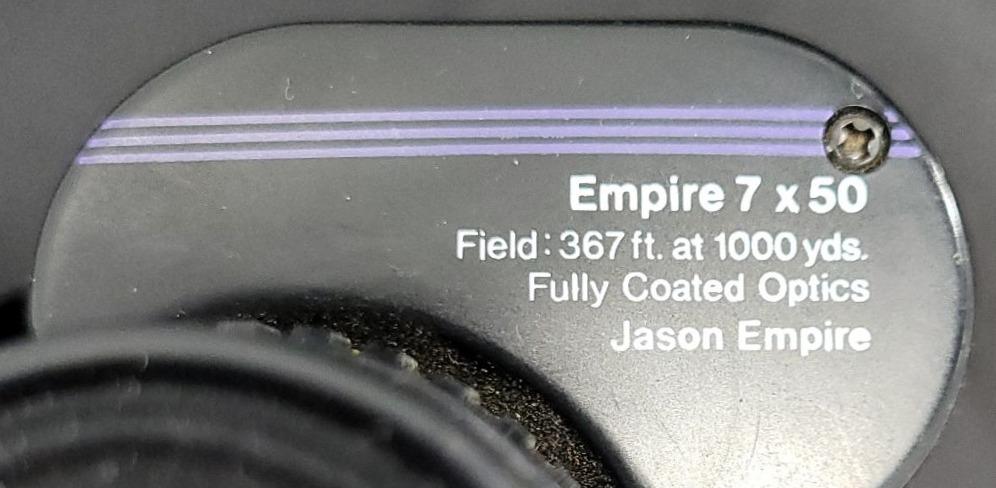 Empire 7 x 50
Field: 367 ft. at 1000 yds.
Fully Coated Optics
Jason Empire